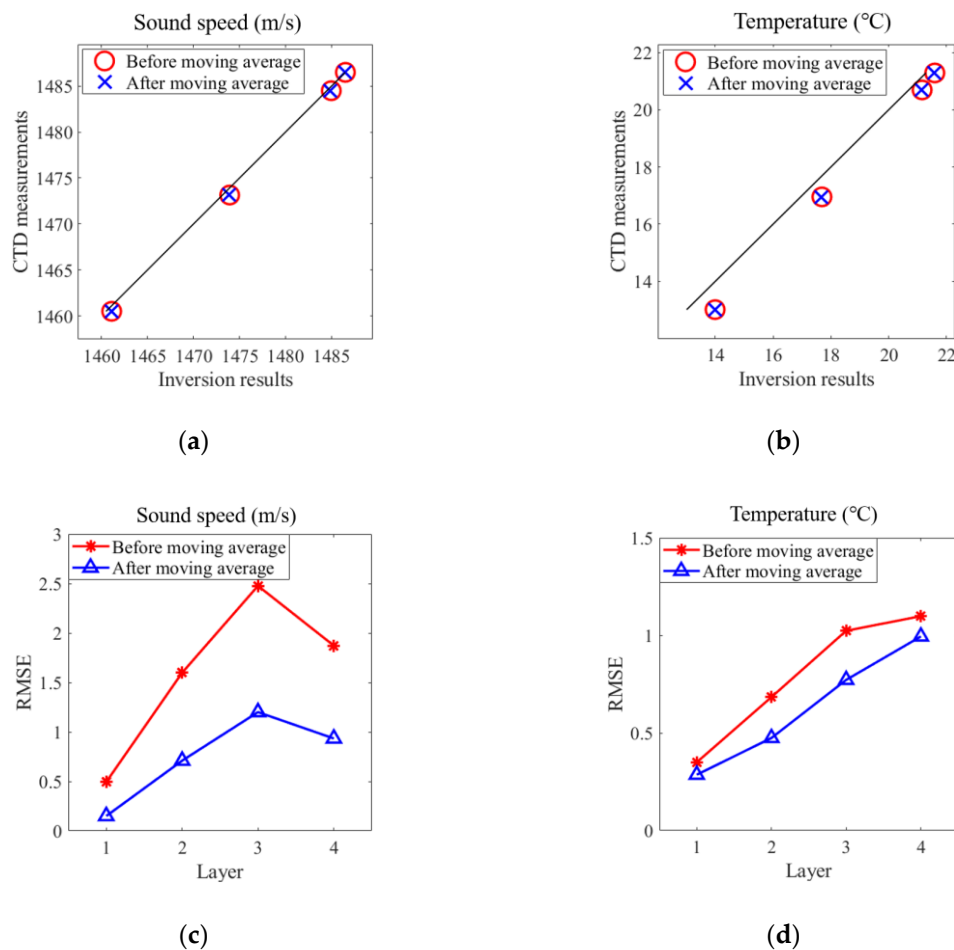 Sound speed (m/s)
Before moving average
After moving average
CTD measurements
1485
1480
1475
1470
1465
1460
1460 1465 1470 1475 1480 1485
Inversion results
(a)
Temperature (°C)
Before moving average
After moving average
CTD measurements
22
20
18
16
14
14 16 18 20 22
Inversion results
(b)
Sound speed (m/s)
Before moving average
After moving average
RMSE
3
2.5
2
1.5
1
0.5
0
1 2 3 4
Layer
(c)
Temperature (°C)
Before moving average
After moving average
RMSE
1.5
1
0.5
0
1 2 3 4
Layer
(d)